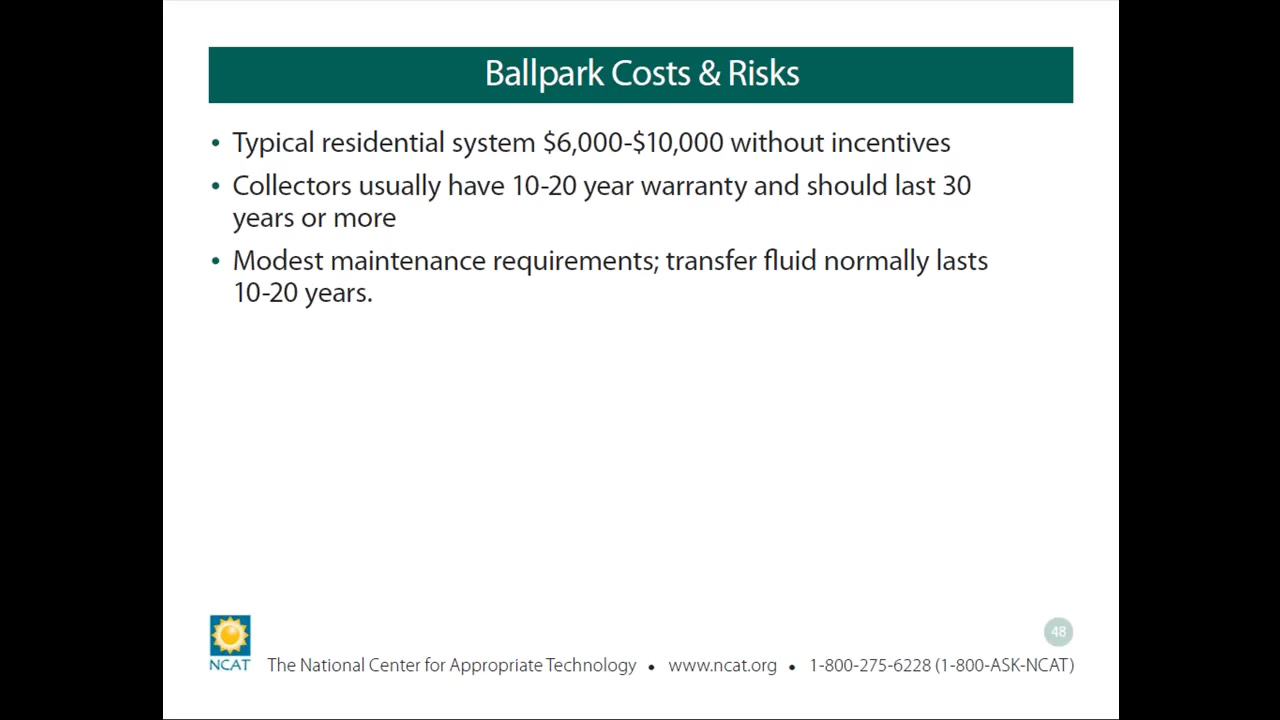 Ballpark Costs & Risks
• Typical residential system $6,000-$10,000 without incentives
• Collectors usually have 10-20 year warranty and should last 30
years or more
• Modest maintenance requirements; transfer fluid normally lasts
10-20 years.
48
NCAT
The National Center for Appropriate Technology • www.ncat.org • 1-800-275-6228 (1-800-ASK-NCAT)